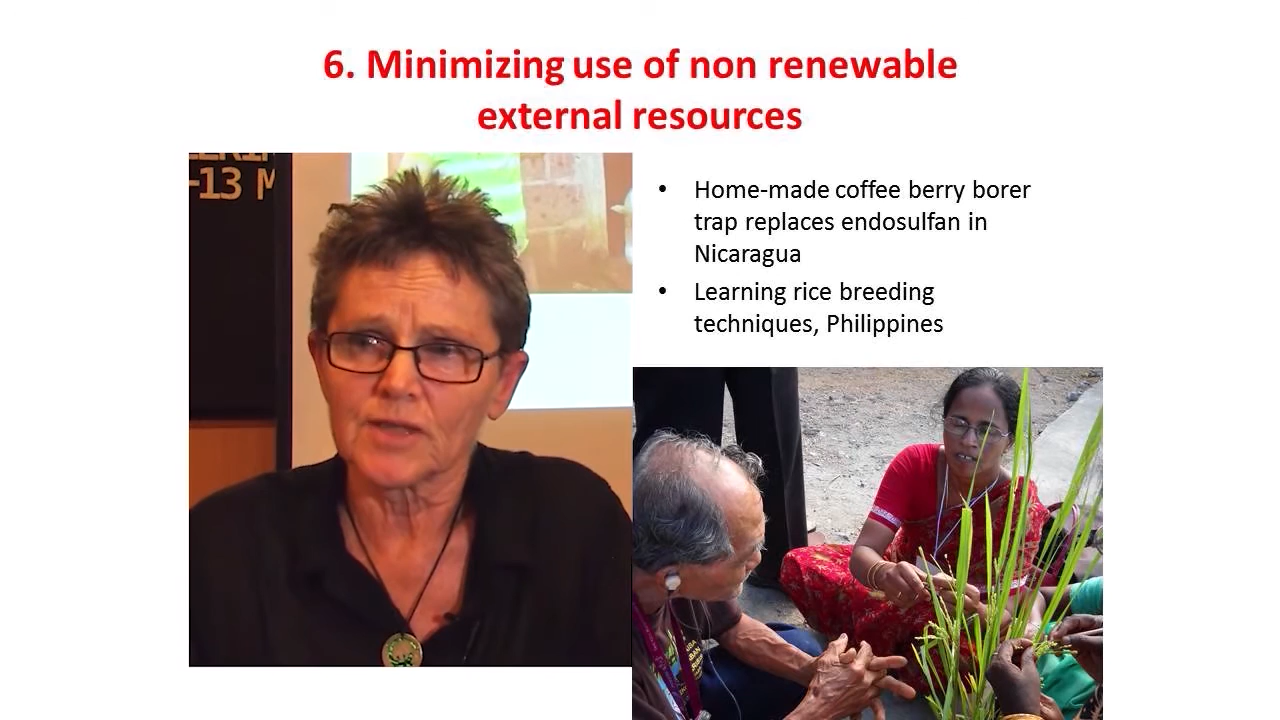 6. Minimizing use of non renewable
external resources
-13 M
• Home-made coffee berry borer
trap replaces endosulfan in
Nicaragua
• Learning rice breeding
techniques, Philippines